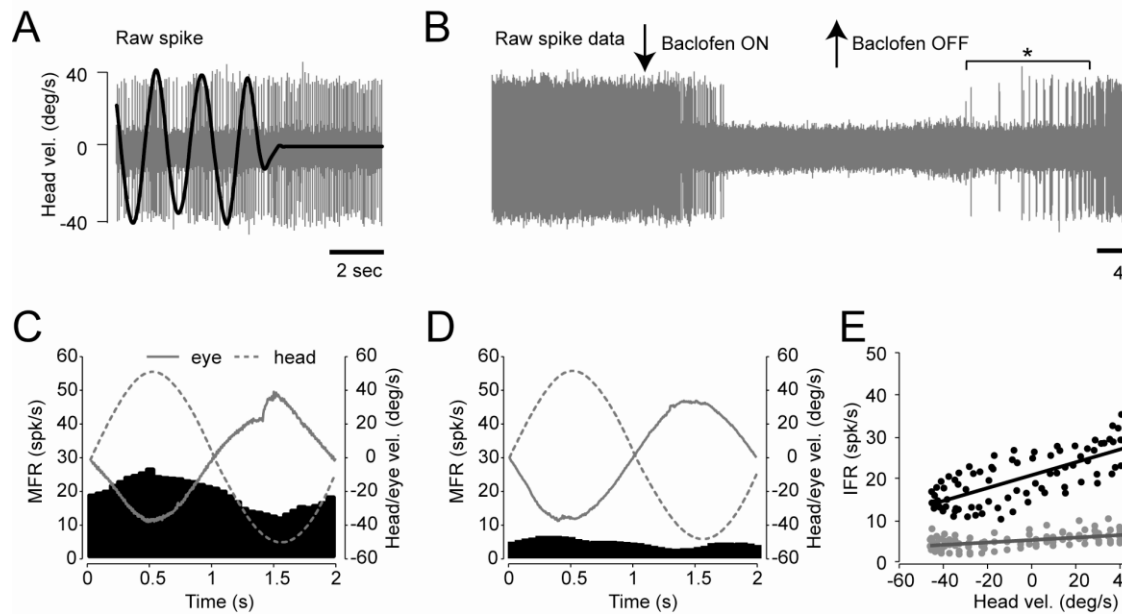 A
Raw spike
Head vel. (deg/s)
40
0
-40
2 sec
B
Raw spike data
Baclofen ON
Baclofen OFF
*
4
C
eye
head
MFR (spk/s)
60
50
40
30
20
10
0
0 0.5 1 1.5 2
Time (s)
60
40
20
0
-20
-40
-60
Head/eye vel. (deg/s)
D
MFR (spk/s)
60
50
40
30
20
10
0
0 0.5 1 1.5 2
Time (s)
60
40
20
0
-20
-40
-60
Head/eye vel. (deg/s)
E
IFR (spk/s)
50
40
30
20
10
0
-60 -40 -20 0 20 40
Head vel. (deg/s)